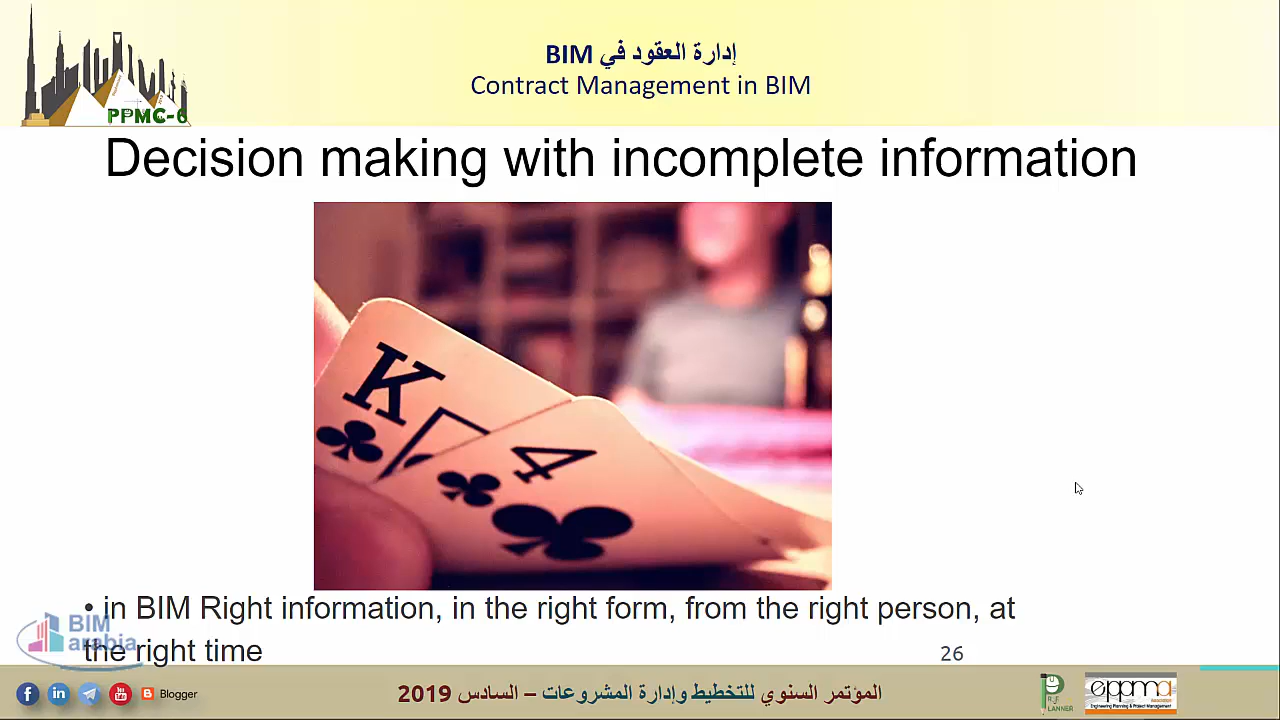 إدارة العقود في BIM
Contract Management in BIM
PPMC-6
Decision making with incomplete information
K
4
• in BIM Right information, in the right form, from the right person, at
the right time
BIM
arabia
26
Blogger
المؤتمر السنوي للتخطيط وإدارة المشروعات – السادس 2019
PLANNER
eppma
Engineering Planning & Project Management